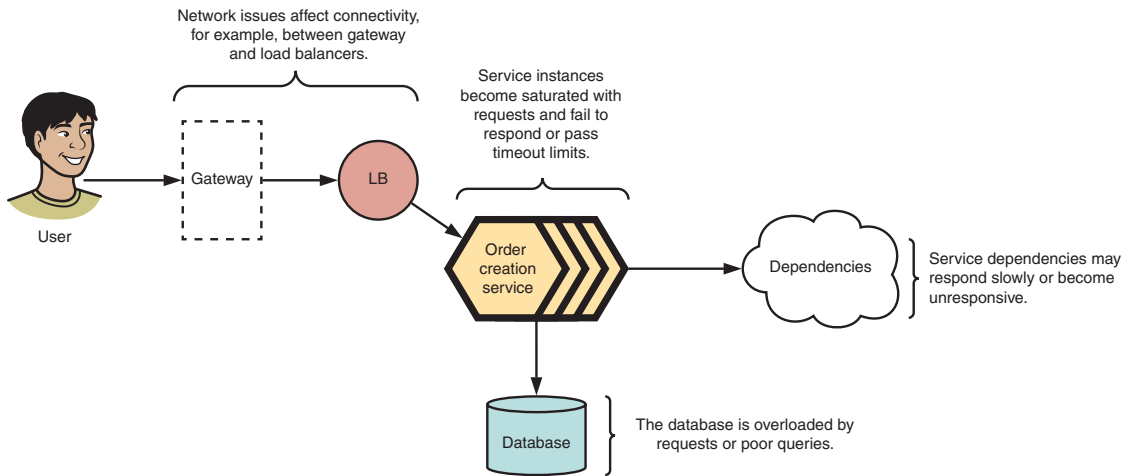 Network issues affect connectivity,
for example, between gateway
and load balancers.
Service instances
become saturated with
requests and fail to
respond or pass
timeout limits.
Gateway
LB
User
Order
creation
service
Dependencies
Service dependencies may
respond slowly or become
unresponsive.
Database
The database is overloaded by
requests or poor queries.